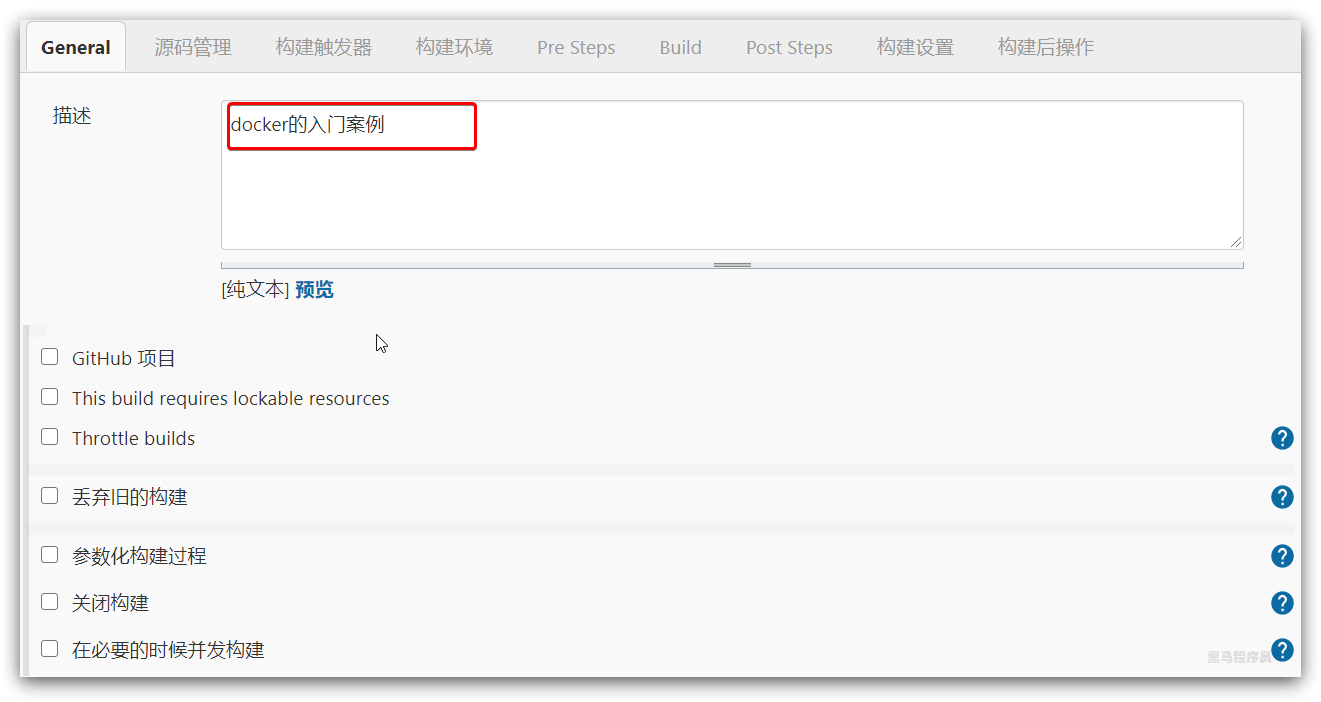 General 源码管理 构建触发器 构建环境 Pre Steps Build Post Steps 构建设置 构建后操作
描述
docker的入门案例
[纯文本] 预览
GitHub 项目
This build requires lockable resources
Throttle builds
丢弃旧的构建
参数化构建过程
关闭构建
在必要的时候并发构建
黑马程序员